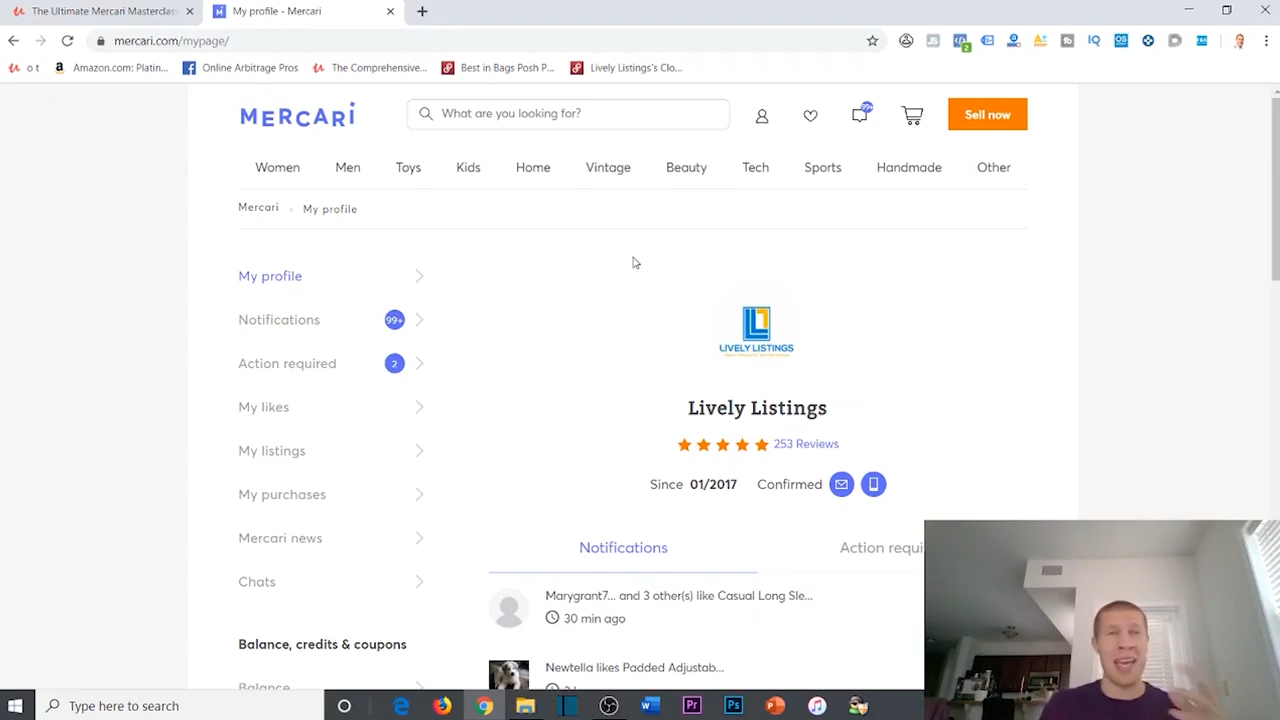 The Ultimate Mercari Mastercla
My profile - Mercari
mercari.com/mypage/
o t
Amazon.com: Platin...
Online Arbitrage Pros
The Comprehensive...
Best in Bags Posh P...
Lively Listings's Clo...
MERCARI
What are you looking for?
99+
Sell now
Women
Men
Toys
Kids
Home
Vintage
Beauty
Tech
Sports
Handmade
Other
Mercari
My profile
My profile
Notifications
99+
Action required
2
My likes
My listings
My purchases
Mercari news
Chats
Balance, credits & coupons
Balance
LIVELY LISTINGS
Lively Listings
253 Reviews
Since 01/2017
Confirmed
Notifications
Action requi
Marygrant7... and 3 other(s) like Casual Long Sle...
30 min ago
Newtella likes Padded Adjustab...
Type here to search